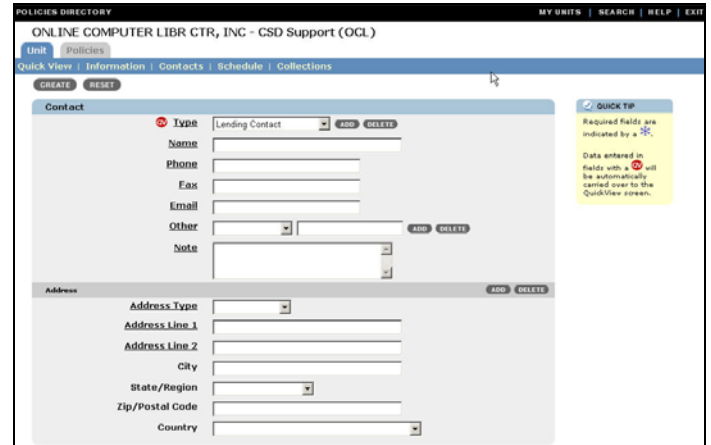 POLICIES DIRECTORY MY UNITS | SEARCH | HELP | EXIT
ONLINE COMPUTER LIBR CTR, INC - CSD Support (OCL)
Unit Policies
Quick View | Information | Contacts | Schedule | Collections
CREATE RESET
Contact
QV Type Lending Contact ADD DELETE
Name
Phone
Fax
Email
Other ADD DELETE
Note
Address ADD DELETE
Address Type
Address Line 1
Address Line 2
City
State/Region
Zip/Postal Code
Country
QUICK TIP
Required fields are
indicated by a ✻.
Data entered in
fields with a QV will
be automatically
carried over to the
QuickView screen.